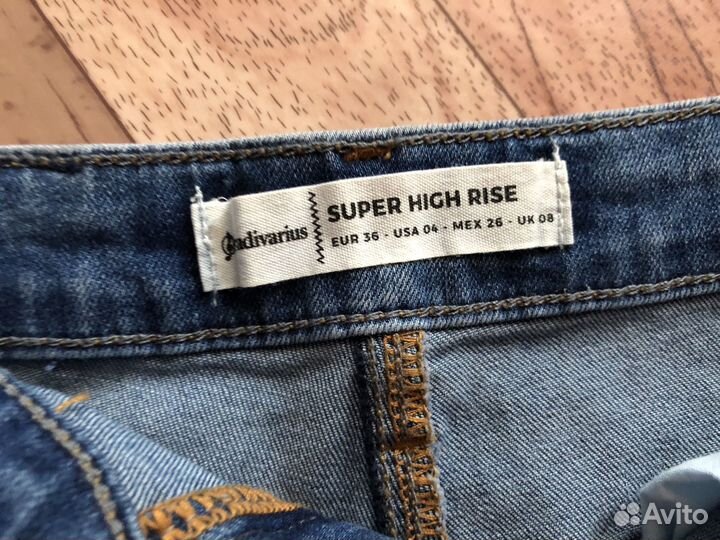 Stradivarius
SUPER HIGH RISE
EUR 36 - USA 04 - MEX 26 - UK 08
Avito